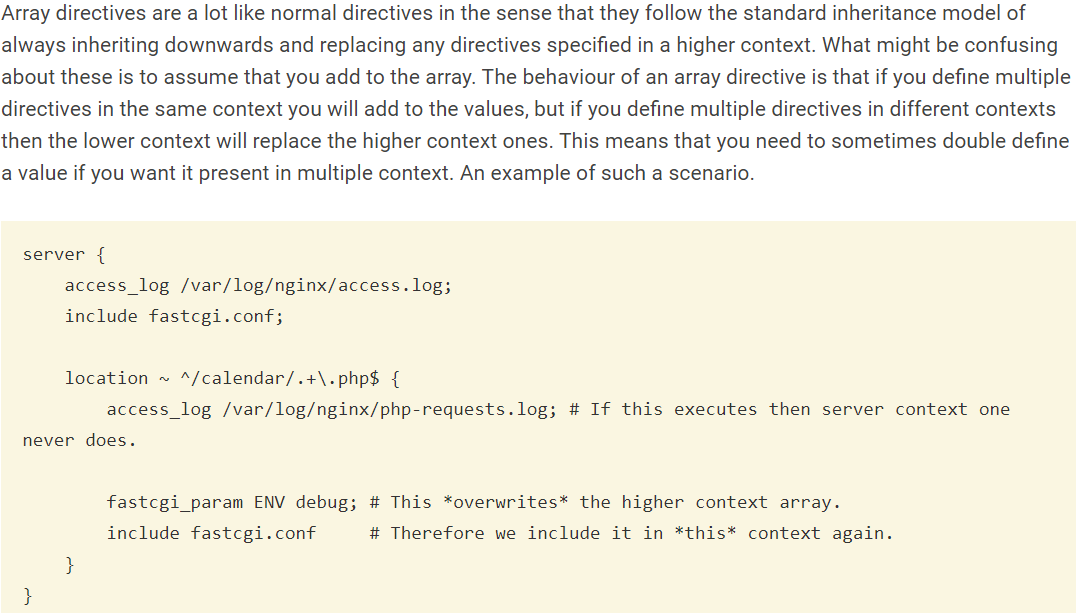 Array directives are a lot like normal directives in the sense that they follow the standard inheritance model of
always inheriting downwards and replacing any directives specified in a higher context. What might be confusing
about these is to assume that you add to the array. The behaviour of an array directive is that if you define multiple
directives in the same context you will add to the values, but if you define multiple directives in different contexts
then the lower context will replace the higher context ones. This means that you need to sometimes double define
a value if you want it present in multiple context. An example of such a scenario.
server {
    access_log /var/log/nginx/access.log;
    include fastcgi.conf;
    location ~ ^/calendar/.+\.php$ {
        access_log /var/log/nginx/php-requests.log; # If this executes then server context one
never does.
        fastcgi_param ENV debug; # This *overwrites* the higher context array.
        include fastcgi.conf     # Therefore we include it in *this* context again.
    }
}